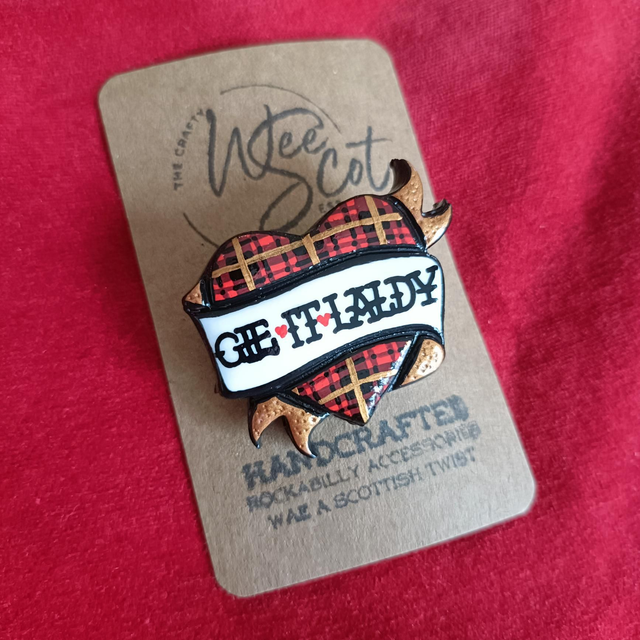 THE CRAFTY
Wee
Scot
GIE IT LALDY
HANDCRAFTED
ROCKABILLY ACCESSORIES
WAE A SCOTTISH TWIST